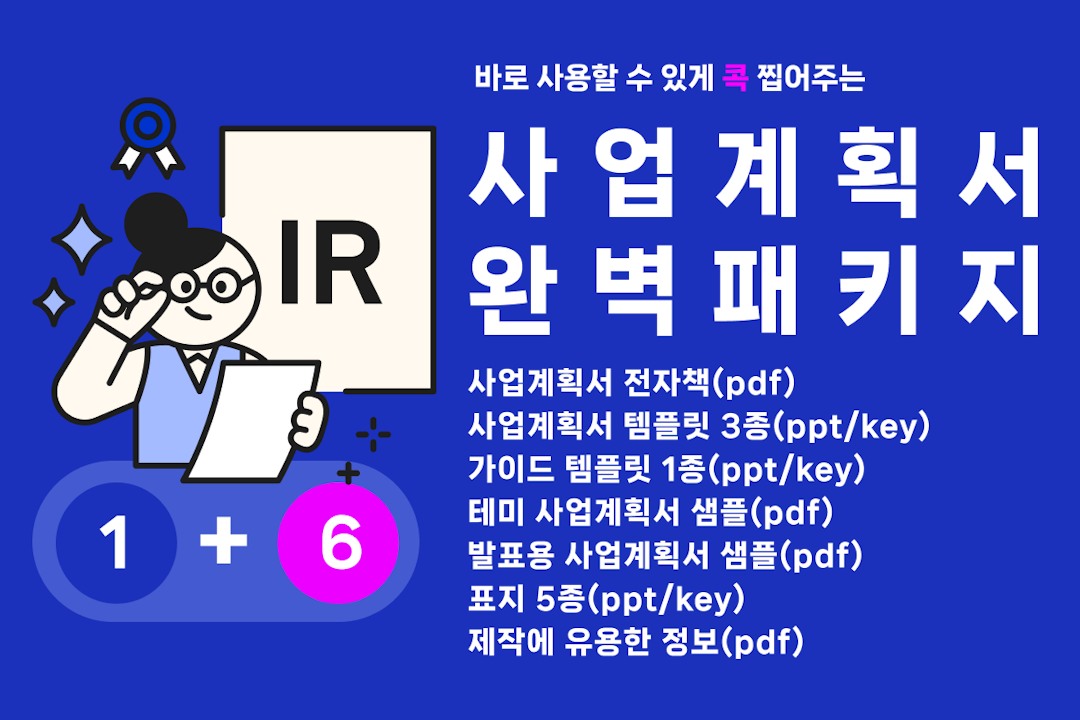 바로 사용할 수 있게 콕 찝어주는
사업계획서
완벽패키지
IR
사업계획서 전자책(pdf)
사업계획서 템플릿 3종(ppt/key)
가이드 템플릿 1종(ppt/key)
테미 사업계획서 샘플(pdf)
발표용 사업계획서 샘플(pdf)
표지 5종(ppt/key)
제작에 유용한 정보(pdf)
1 + 6